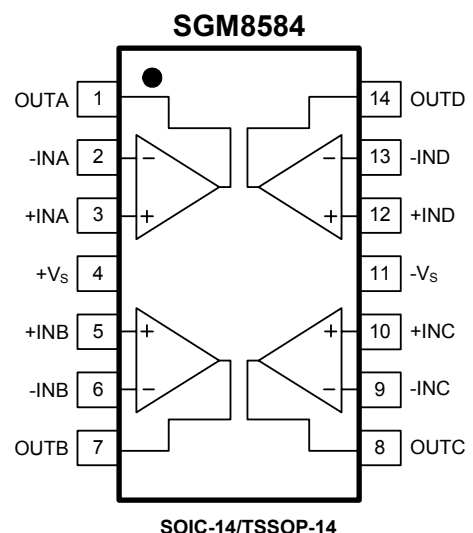 SGM8584
OUTA 1 14 OUTD
-INA 2 − − 13 -IND
+INA 3 + + 12 +IND
+VS 4 11 -VS
+INB 5 + + 10 +INC
-INB 6 − − 9 -INC
OUTB 7 8 OUTC
SOIC-14/TSSOP-14